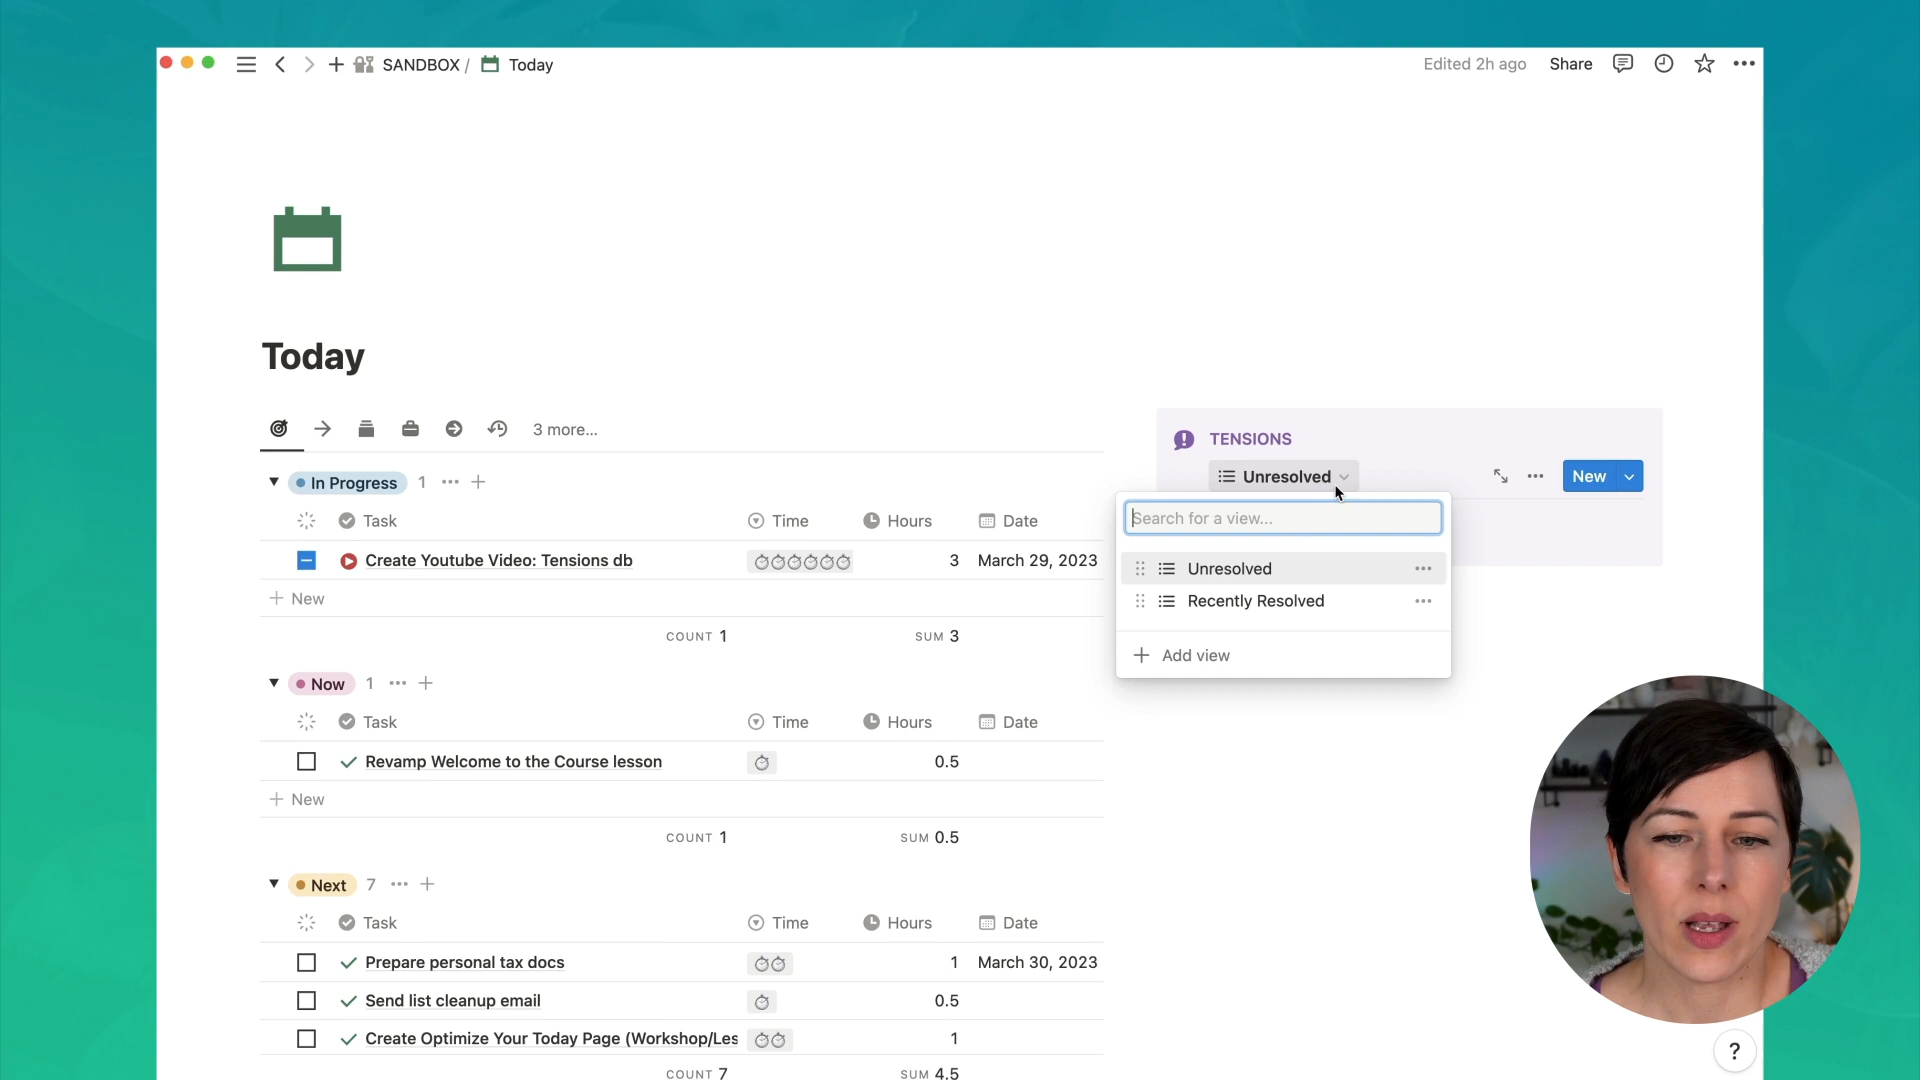 SANDBOX / Today
Edited 2h ago Share
Today
3 more...
In Progress 1
Task Time Hours Date
Create Youtube Video: Tensions db 3 March 29, 2023
New
COUNT 1 SUM 3
Now 1
Task Time Hours Date
Revamp Welcome to the Course lesson 0.5
New
COUNT 1 SUM 0.5
Next 7
Task Time Hours Date
Prepare personal tax docs 1 March 30, 2023
Send list cleanup email 0.5
Create Optimize Your Today Page (Workshop/Les 1
COUNT 7 SUM 4.5
TENSIONS
Unresolved New
Search for a view...
Unresolved
Recently Resolved
Add view
?